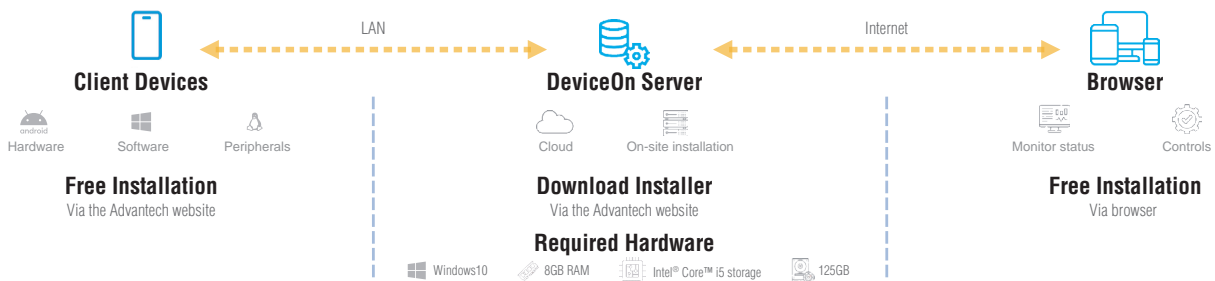 LAN
Internet
Client Devices
DeviceOn Server
Browser
android
Hardware
Software
Peripherals
Cloud
On-site installation
Monitor status
Controls
Free Installation
Via the Advantech website
Download Installer
Via the Advantech website
Free Installation
Via browser
Required Hardware
Windows10
8GB RAM
Intel® Core™ i5 storage
125GB